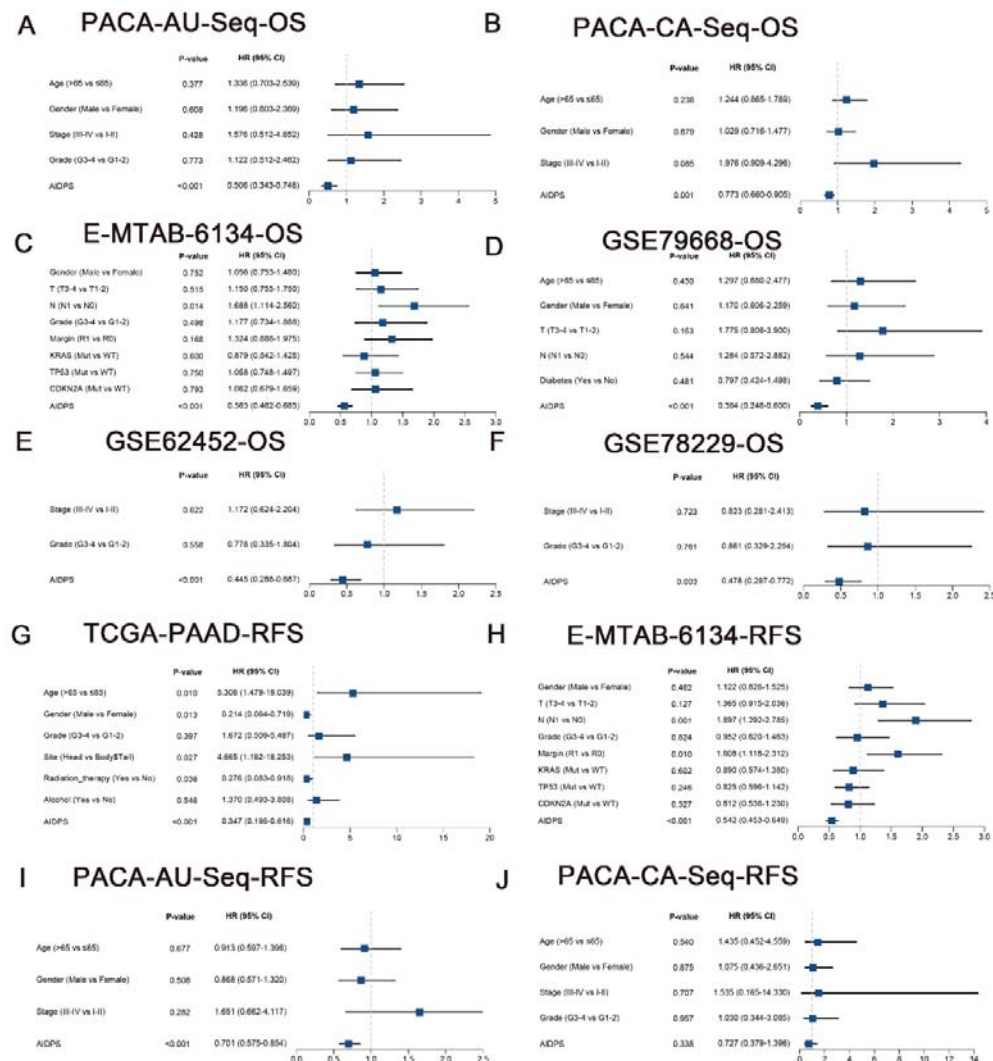 A PACA-AU-Seq-OS
P-value HR (95% CI)
Age (>65 vs ≤65) 0.377 1.336 (0.703-2.539)
Gender (Male vs Female) 0.608 1.196 (0.603-2.369)
Stage (III-IV vs I-II) 0.428 1.576 (0.512-4.852)
Grade (G3-4 vs G1-2) 0.773 1.122 (0.512-2.462)
AIDPS <0.001 0.506 (0.343-0.748)
0 1 2 3 4 5
B PACA-CA-Seq-OS
P-value HR (95% CI)
Age (>65 vs ≤65) 0.238 1.244 (0.865-1.789)
Gender (Male vs Female) 0.879 1.029 (0.716-1.477)
Stage (III-IV vs I-II) 0.085 1.976 (0.909-4.296)
AIDPS 0.001 0.773 (0.660-0.905)
0 1 2 3 4 5
C E-MTAB-6134-OS
P-value HR (95% CI)
Gender (Male vs Female) 0.752 1.056 (0.753-1.480)
T (T3-4 vs T1-2) 0.515 1.150 (0.755-1.750)
N (N1 vs N0) 0.014 1.688 (1.114-2.560)
Grade (G3-4 vs G1-2) 0.498 1.177 (0.734-1.888)
Margin (R1 vs R0) 0.168 1.324 (0.888-1.975)
KRAS (Mut vs WT) 0.600 0.879 (0.542-1.425)
TP53 (Mut vs WT) 0.750 1.058 (0.748-1.497)
CDKN2A (Mut vs WT) 0.793 1.062 (0.679-1.659)
AIDPS <0.001 0.563 (0.462-0.685)
0.0 0.5 1.0 1.5 2.0 2.5 3.0
D GSE79668-OS
P-value HR (95% CI)
Age (>65 vs ≤65) 0.430 1.297 (0.680-2.477)
Gender (Male vs Female) 0.641 1.170 (0.606-2.259)
T (T3-4 vs T1-2) 0.153 1.775 (0.808-3.900)
N (N1 vs N0) 0.544 1.284 (0.572-2.882)
Diabetes (Yes vs No) 0.481 0.797 (0.424-1.498)
AIDPS <0.001 0.384 (0.246-0.600)
0 1 2 3 4
E GSE62452-OS
P-value HR (95% CI)
Stage (III-IV vs I-II) 0.622 1.172 (0.624-2.204)
Grade (G3-4 vs G1-2) 0.558 0.778 (0.335-1.804)
AIDPS <0.001 0.445 (0.288-0.687)
0.0 0.5 1.0 1.5 2.0 2.5
F GSE78229-OS
P-value HR (95% CI)
Stage (III-IV vs I-II) 0.723 0.823 (0.281-2.413)
Grade (G3-4 vs G1-2) 0.761 0.861 (0.329-2.254)
AIDPS 0.003 0.478 (0.297-0.772)
0.0 0.5 1.0 1.5 2.0 2.5
G TCGA-PAAD-RFS
P-value HR (95% CI)
Age (>65 vs ≤65) 0.010 5.306 (1.479-19.039)
Gender (Male vs Female) 0.013 0.214 (0.064-0.719)
Grade (G3-4 vs G1-2) 0.397 1.672 (0.509-5.487)
Site (Head vs Body$Tail) 0.027 4.665 (1.192-18.253)
Radiation_therapy (Yes vs No) 0.036 0.276 (0.083-0.918)
Alcohol (Yes vs No) 0.546 1.370 (0.493-3.808)
AIDPS <0.001 0.347 (0.196-0.616)
0 5 10 15 20
H E-MTAB-6134-RFS
P-value HR (95% CI)
Gender (Male vs Female) 0.462 1.122 (0.826-1.525)
T (T3-4 vs T1-2) 0.127 1.365 (0.915-2.036)
N (N1 vs N0) 0.001 1.897 (1.292-2.785)
Grade (G3-4 vs G1-2) 0.824 0.952 (0.620-1.463)
Margin (R1 vs R0) 0.010 1.608 (1.118-2.312)
KRAS (Mut vs WT) 0.602 0.890 (0.574-1.380)
TP53 (Mut vs WT) 0.246 0.825 (0.596-1.142)
CDKN2A (Mut vs WT) 0.327 0.812 (0.536-1.230)
AIDPS <0.001 0.542 (0.453-0.649)
0.0 0.5 1.0 1.5 2.0 2.5 3.0
I PACA-AU-Seq-RFS
P-value HR (95% CI)
Age (>65 vs ≤65) 0.677 0.913 (0.597-1.398)
Gender (Male vs Female) 0.508 0.868 (0.571-1.320)
Stage (III-IV vs I-II) 0.282 (0.662-4.117)
AIDPS <0.001 0.701 (0.575-0.854)
0.0 0.5 1.0 1.5 2.0 2.5
J PACA-CA-Seq-RFS
P-value HR (95% CI)
Age (>65 vs ≤65) 0.540 1.435 (0.452-4.559)
Gender (Male vs Female) 0.875 1.075 (0.436-2.651)
Stage (III-IV vs I-II) 0.707 1.535 (0.165-14.330)
Grade (G3-4 vs G1-2) 0.957 1.030 (0.344-3.085)
AIDPS 0.338 0.727 (0.379-1.396)
0 2 4 6 8 10 12 14